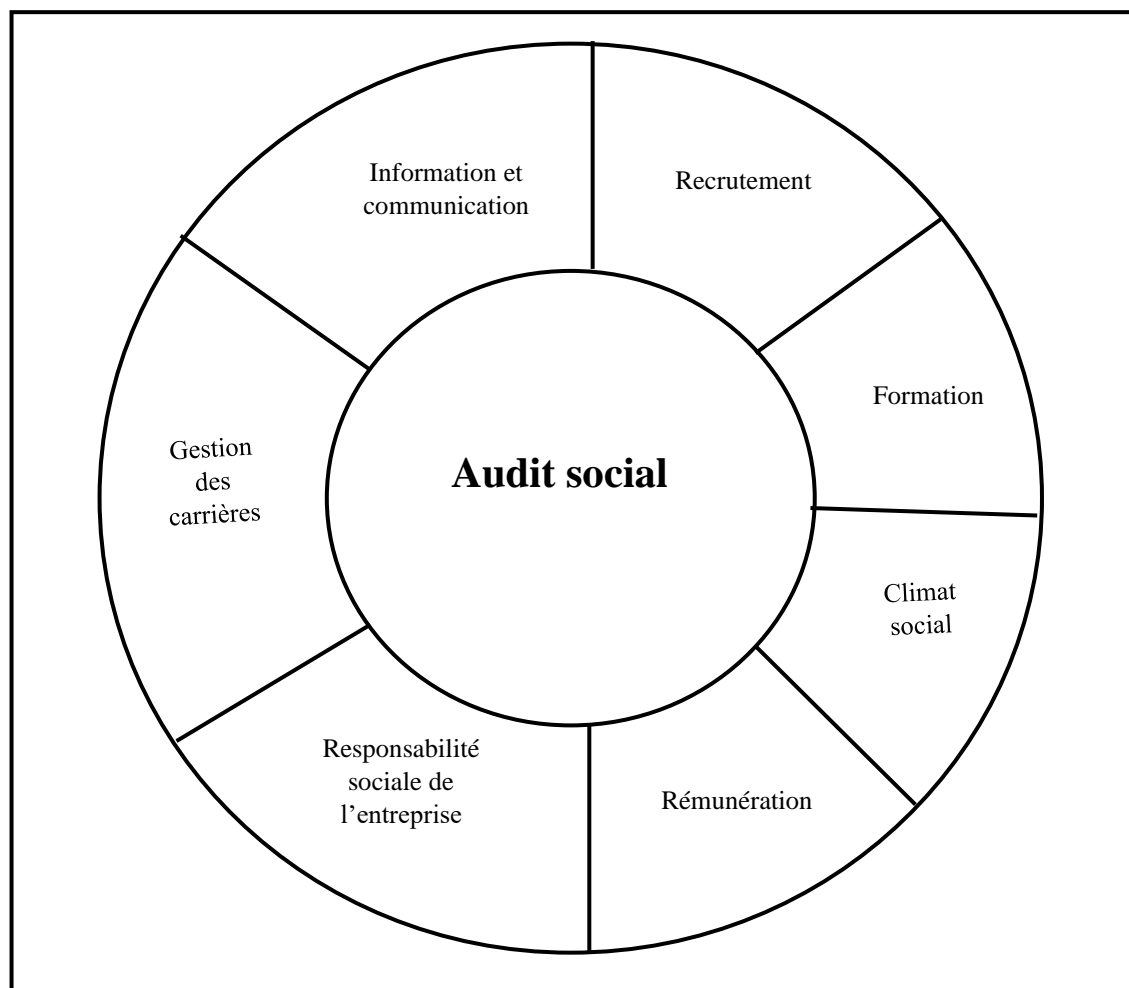 Information et
communication
Recrutement
Formation
Gestion
des
carrières
Audit social
Climat
social
Responsabilité
sociale de
l’entreprise
Rémunération